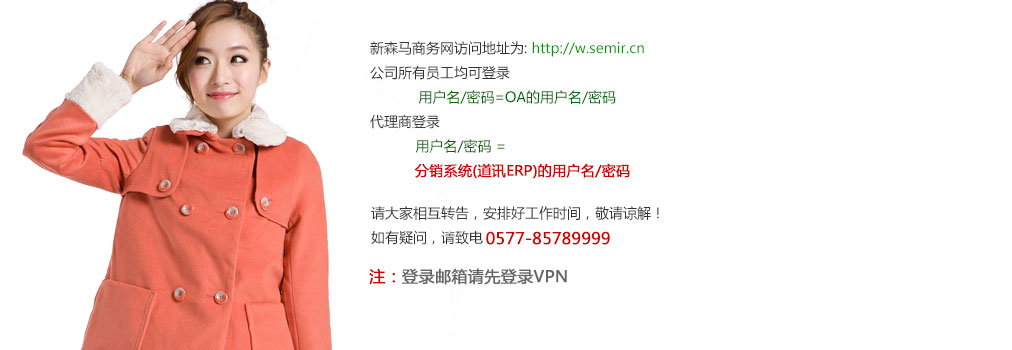 新森马商务网访问地址为: http://w.semir.cn
公司所有员工均可登录
用户名/密码=OA的用户名/密码
代理商登录
用户名/密码 =
分销系统(道讯ERP)的用户名/密码
请大家相互转告，安排好工作时间，敬请谅解！
如有疑问，请致电 0577-85789999
注：登录邮箱请先登录VPN